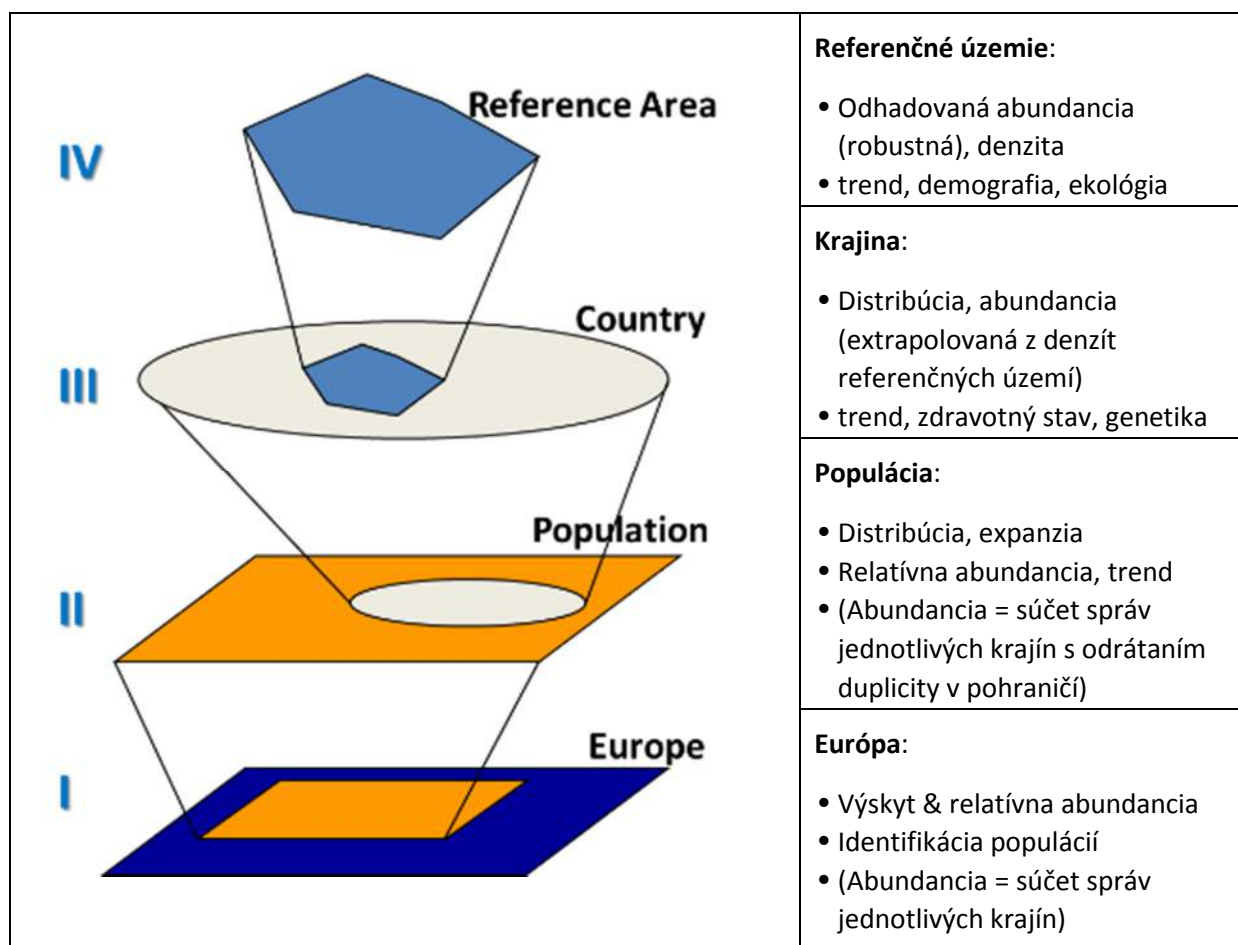 Reference Area
IV
Country
III
Population
II
Europe
I
Referenčné územie:
• Odhadovaná abundancia
(robustná), denzita
• trend, demografia, ekológia
Krajina:
• Distribúcia, abundancia
(extrapolovaná z denzít
referenčných území)
• trend, zdravotný stav, genetika
Populácia:
• Distribúcia, expanzia
• Relatívna abundancia, trend
• (Abundancia = súčet správ
jednotlivých krajín s odrátaním
duplicity v pohraničí)
Európa:
• Výskyt & relatívna abundancia
• Identifikácia populácií
• (Abundancia = súčet správ
jednotlivých krajín)